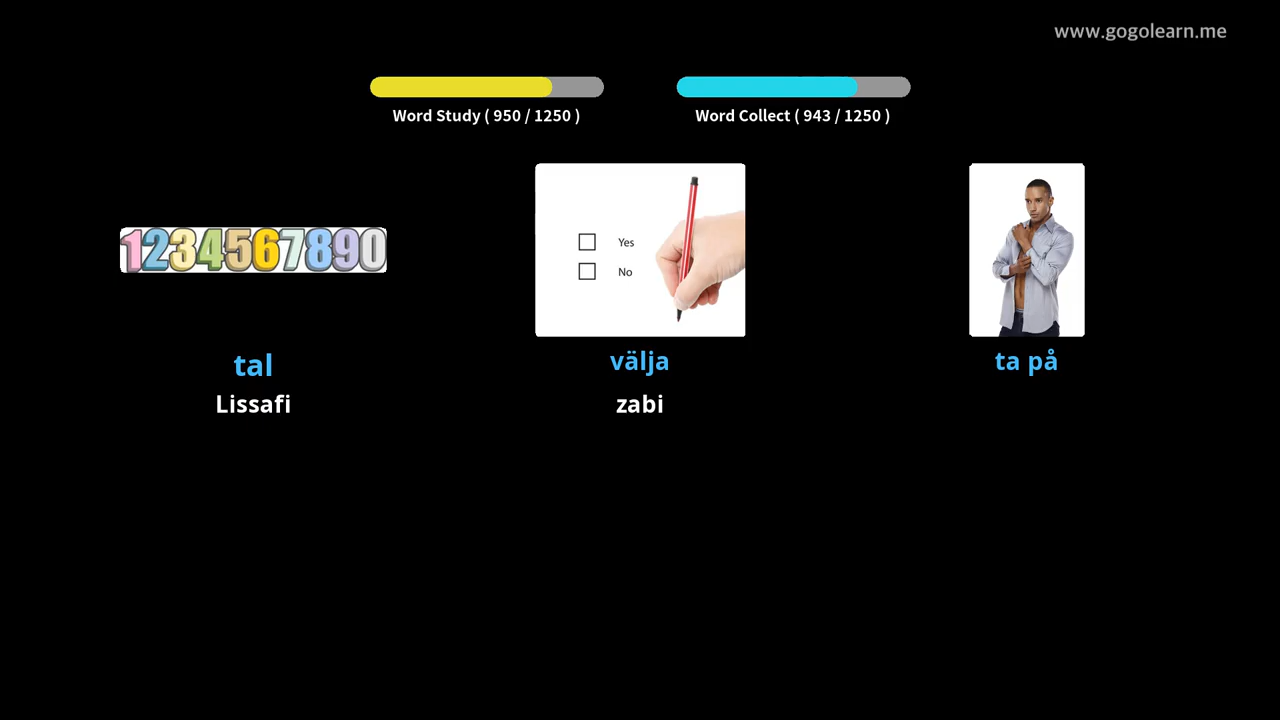 www.gogolearn.me
Word Study ( 950 / 1250 )
Word Collect ( 943 / 1250 )
1234567890
Yes
No
tal
välja
ta på
Lissafi
zabi